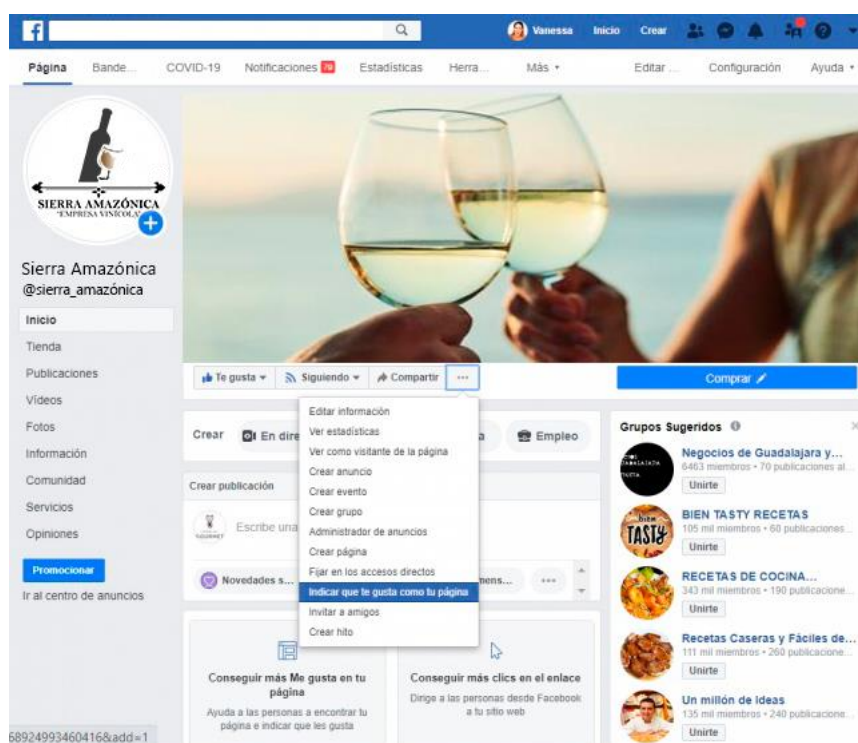 f
Vanessa Inicio Crear
Página Bande... COVID-19 Notificaciones 70 Estadísticas Herra... Más Editar ... Configuración Ayuda
SIERRA AMAZÓNICA
"EMPRESA VINÍCOLA"
Sierra Amazónica
@sierra_amazónica
Inicio
Tienda
Publicaciones
Vídeos
Fotos
Información
Comunidad
Servicios
Opiniones
Promocionar
Ir al centro de anuncios
Te gusta Siguiendo Compartir ...
Comprar
Editar información
Ver estadísticas
Ver como visitante de la página
Crear anuncio
Crear evento
Crear grupo
Administrador de anuncios
Crear página
Fijar en los accesos directos
Indicar que te gusta como tu página
Invitar a amigos
Crear hito
Crear En dire a Empleo
Crear publicación
GOURMET
Escribe una
Novedades s... mens... ...
Conseguir más Me gusta en tu
página
Ayuda a las personas a encontrar tu
página e indicar que les gusta
Conseguir más clics en el enlace
Dirige a las personas desde Facebook
a tu sitio web
Grupos Sugeridos
Negocios de Guadalajara y...
6463 miembros • 70 publicaciones al...
Unirte
BIEN TASTY RECETAS
105 mil miembros • 60 publicaciones...
Unirte
bien
TASTY
RECETAS DE COCINA...
343 mil miembros • 190 publicacione...
Unirte
Recetas Caseras y Fáciles de...
111 mil miembros • 260 publicacione...
Unirte
Un millón de Ideas
135 mil miembros • 240 publicacione...
Unirte
68924993460416&add=1